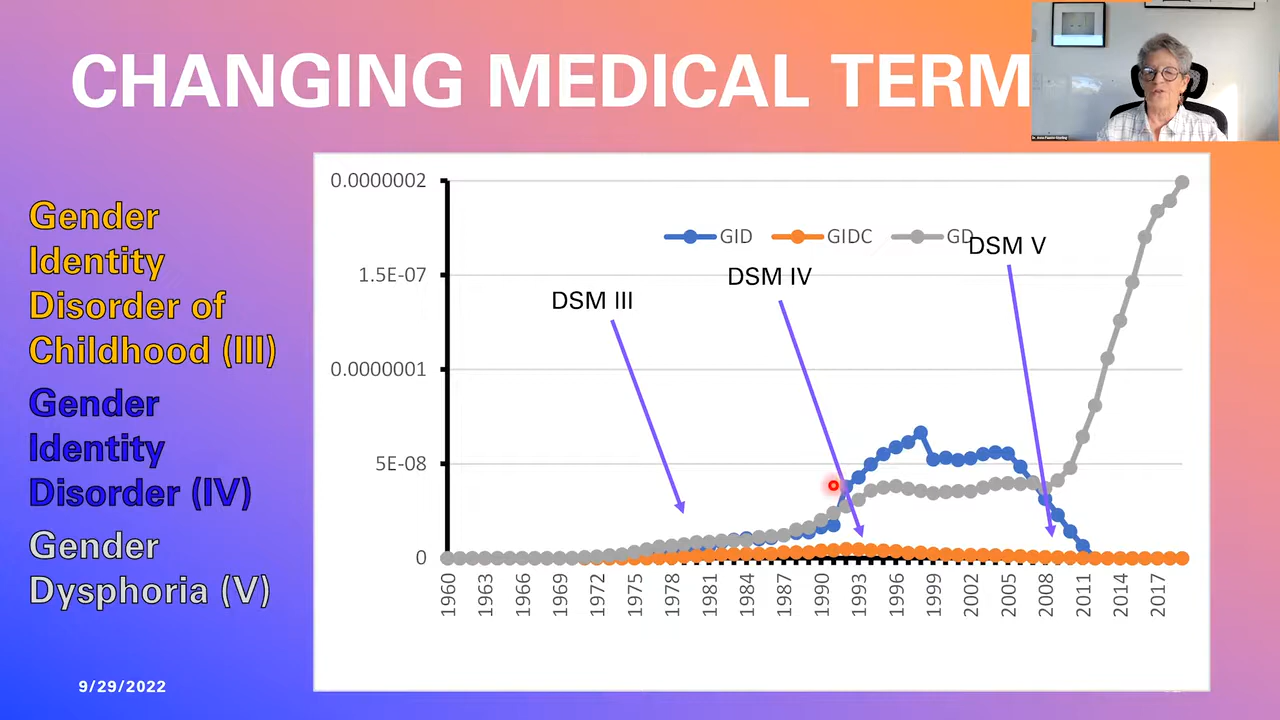 CHANGING MEDICAL TERM
Gender
Identity
Disorder of
Childhood (III)
Gender
Identity
Disorder (IV)
Gender
Dysphoria (V)
0.0000002
1.5E-07
0.0000001
5E-08
0
GID
GIDC
GD
DSM III
DSM IV
DSM V
1960
1963
1966
1969
1972
1975
1978
1981
1984
1987
1990
1993
1996
1999
2002
2005
2008
2011
2014
2017
9/29/2022